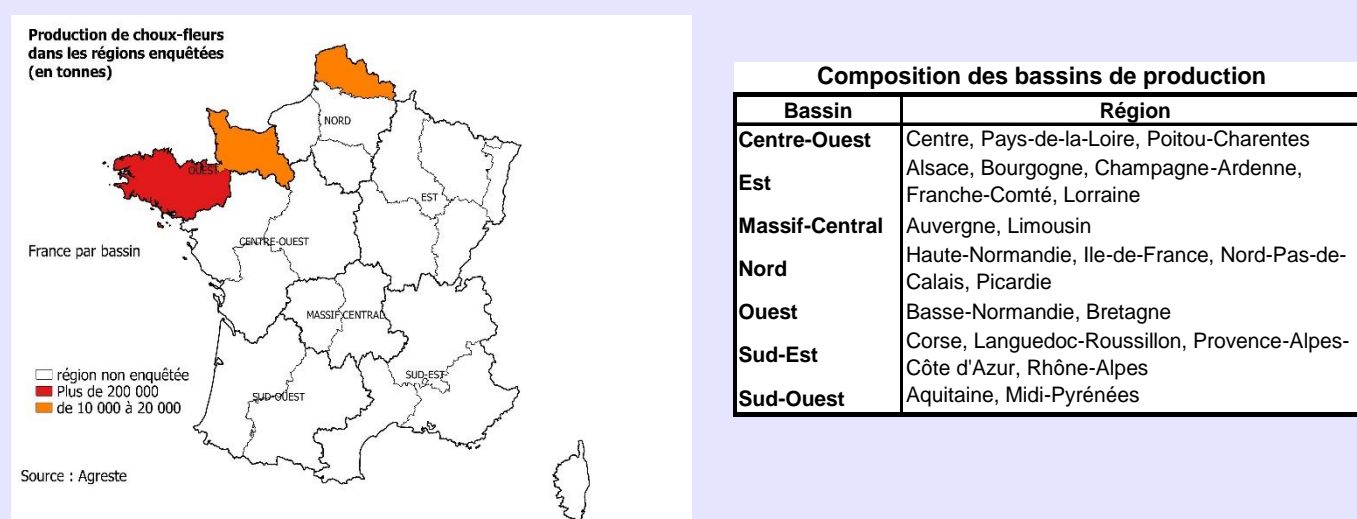 Production de choux-fleurs
dans les régions enquêtées
(en tonnes)
NORD
OUEST
EST
CENTRE-OUEST
France par bassin
MASSIF CENTRAL
région non enquêtée
Plus de 200 000
de 10 000 à 20 000
SUD-EST
SUD-OUEST
Source : Agreste
Composition des bassins de production
Bassin Région
Centre-Ouest Centre, Pays-de-la-Loire, Poitou-Charentes
Est Alsace, Bourgogne, Champagne-Ardenne,
Franche-Comté, Lorraine
Massif-Central Auvergne, Limousin
Nord Haute-Normandie, Ile-de-France, Nord-Pas-de-
Calais, Picardie
Ouest Basse-Normandie, Bretagne
Sud-Est Corse, Languedoc-Roussillon, Provence-Alpes-
Côte d'Azur, Rhône-Alpes
Sud-Ouest Aquitaine, Midi-Pyrénées